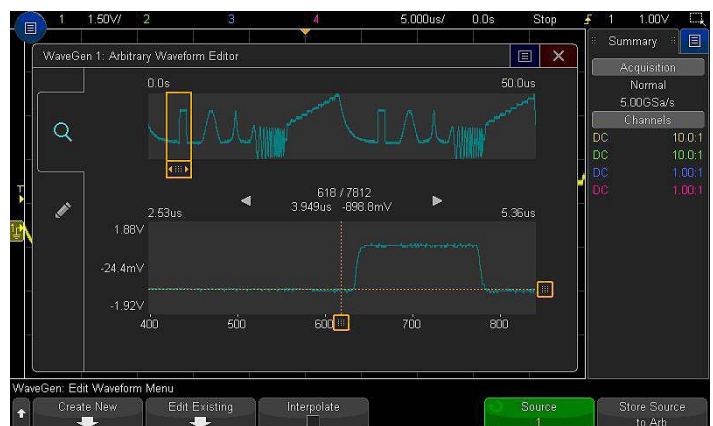 1 1.50V/ 2 3 4 5.000us/ 0.0s Stop 1 1.00V
WaveGen 1: Arbitrary Waveform Editor
Summary
Acquisition
Normal
5.00GSa/s
Channels
DC 10.0:1
DC 10.0:1
DC 1.00:1
DC 1.00:1
0.0s 50.0us
618 / 7812
3.949us -898.8mV
2.53us 5.36us
1.88V
-24.4mV
-1.92V
400 500 600 700 800
T
WaveGen: Edit Waveform Menu
Create New
Edit Existing
Interpolate
Source
1
Store Source
to Arb